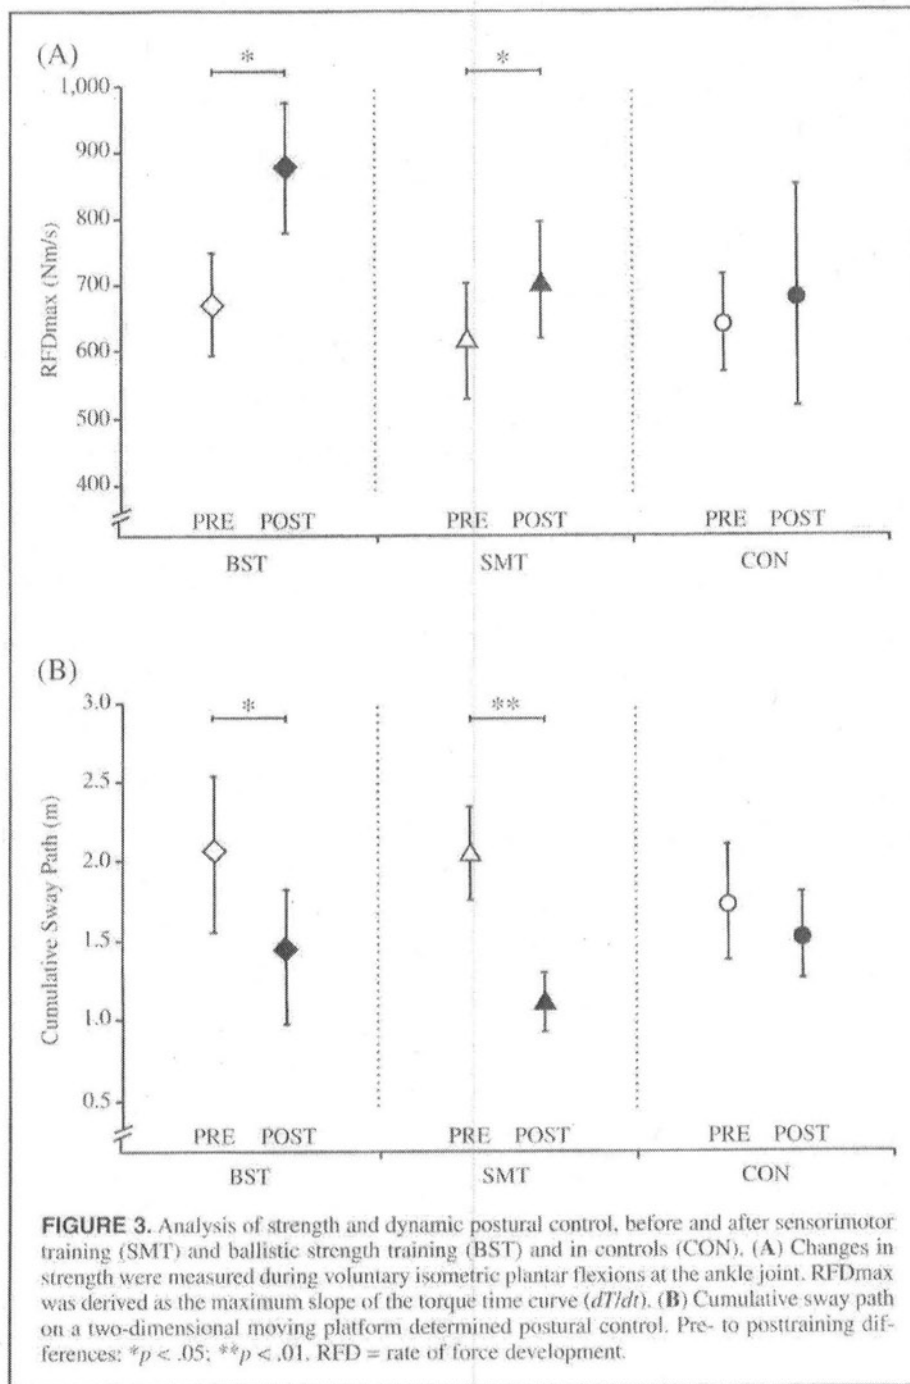 (A)
* *
1,000
900
800
700
600
500
400
RFDmax (Nm/s)
PRE POST PRE POST PRE POST
BST SMT CON
(B)
* **
3.0
2.5
2.0
1.5
1.0
0.5
Cumulative Sway Path (m)
PRE POST PRE POST PRE POST
BST SMT CON
FIGURE 3. Analysis of strength and dynamic postural control, before and after sensorimotor
training (SMT) and ballistic strength training (BST) and in controls (CON). (A) Changes in
strength were measured during voluntary isometric plantar flexions at the ankle joint. RFDmax
was derived as the maximum slope of the torque time curve (dT/dt). (B) Cumulative sway path
on a two-dimensional moving platform determined postural control. Pre- to posttraining dif-
ferences: *p < .05; **p < .01. RFD = rate of force development.